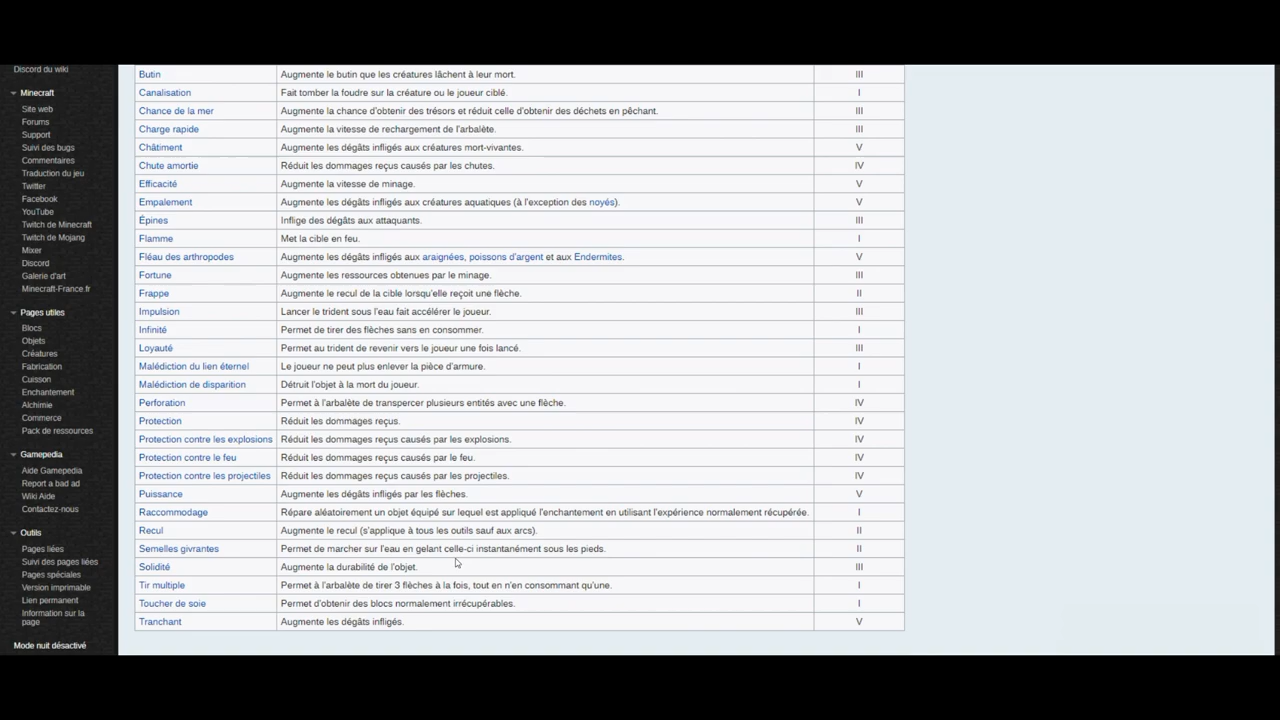 Discord du wiki
Minecraft
Site web
Forums
Support
Suivi des bugs
Commentaires
Traduction du jeu
Twitter
Facebook
YouTube
Twitch de Minecraft
Twitch de Mojang
Mixer
Discord
Galerie d'art
Minecraft-France.fr
Pages utiles
Blocs
Objets
Créatures
Fabrication
Cuisson
Enchantement
Alchimie
Commerce
Pack de ressources
Gamepedia
Aide Gamepedia
Report a bad ad
Wiki Aide
Contactez-nous
Outils
Pages liées
Suivi des pages liées
Pages spéciales
Version imprimable
Lien permanent
Information sur la
page
Mode nuit désactivé
Butin Augmente le butin que les créatures lâchent à leur mort. III
Canalisation Fait tomber la foudre sur la créature ou le joueur ciblé. I
Chance de la mer Augmente la chance d'obtenir des trésors et réduit celle d'obtenir des déchets en pêchant. III
Charge rapide Augmente la vitesse de rechargement de l'arbalète. III
Châtiment Augmente les dégâts infligés aux créatures mort-vivantes. V
Chute amortie Réduit les dommages reçus causés par les chutes. IV
Efficacité Augmente la vitesse de minage. V
Empalement Augmente les dégâts infligés aux créatures aquatiques (à l'exception des noyés). V
Épines Inflige des dégâts aux attaquants. III
Flamme Met la cible en feu. I
Fléau des arthropodes Augmente les dégâts infligés aux araignées, poissons d'argent et aux Endermites. V
Fortune Augmente les ressources obtenues par le minage. III
Frappe Augmente le recul de la cible lorsqu'elle reçoit une flèche. II
Impulsion Lancer le trident sous l'eau fait accélérer le joueur. III
Infinité Permet de tirer des flèches sans en consommer. I
Loyauté Permet au trident de revenir vers le joueur une fois lancé. III
Malédiction du lien éternel Le joueur ne peut plus enlever la pièce d'armure. I
Malédiction de disparition Détruit l'objet à la mort du joueur. I
Perforation Permet à l'arbalète de transpercer plusieurs entités avec une flèche. IV
Protection Réduit les dommages reçus. IV
Protection contre les explosions Réduit les dommages reçus causés par les explosions. IV
Protection contre le feu Réduit les dommages reçus causés par le feu. IV
Protection contre les projectiles Réduit les dommages reçus causés par les projectiles. IV
Puissance Augmente les dégâts infligés par les flèches. V
Raccommodage Répare aléatoirement un objet équipé sur lequel est appliqué l'enchantement en utilisant l'expérience normalement récupérée. I
Recul Augmente le recul (s'applique à tous les outils sauf aux arcs). II
Semelles givrantes Permet de marcher sur l'eau en gelant celle-ci instantanément sous les pieds. II
Solidité Augmente la durabilité de l'objet. III
Tir multiple Permet à l'arbalète de tirer 3 flèches à la fois, tout en n'en consommant qu'une. I
Toucher de soie Permet d'obtenir des blocs normalement irrécupérables. I
Tranchant Augmente les dégâts infligés. V